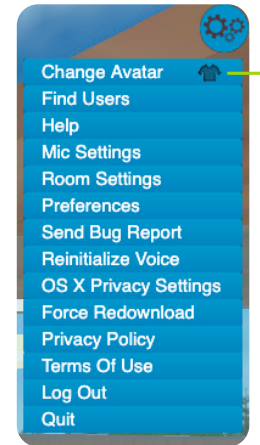 Change Avatar
Find Users
Help
Mic Settings
Room Settings
Preferences
Send Bug Report
Reinitialize Voice
OS X Privacy Settings
Force Redownload
Privacy Policy
Terms Of Use
Log Out
Quit